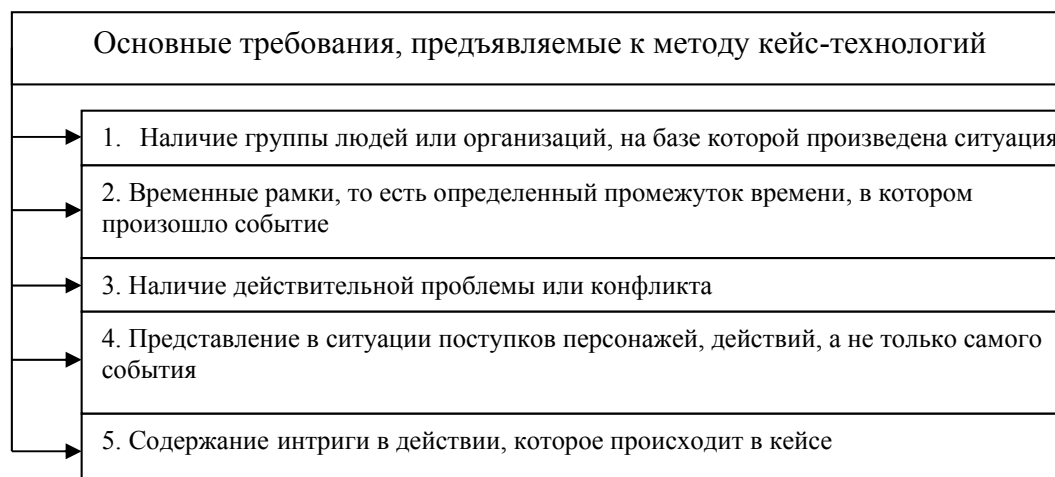 Основные требования, предъявляемые к методу кейс-технологий
1. Наличие группы людей или организаций, на базе которой произведена ситуация
2. Временные рамки, то есть определенный промежуток времени, в котором
произошло событие
3. Наличие действительной проблемы или конфликта
4. Представление в ситуации поступков персонажей, действий, а не только самого
события
5. Содержание интриги в действии, которое происходит в кейсе